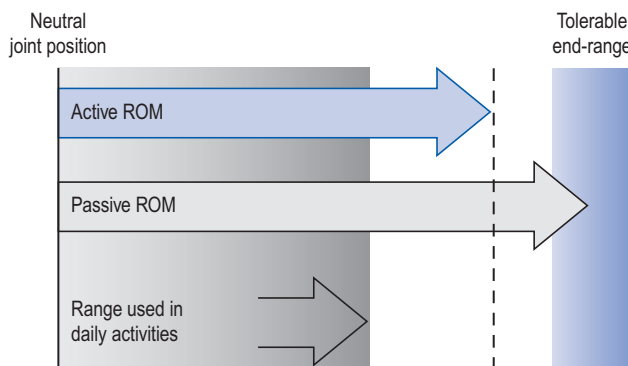 Neutral
joint position
Tolerable
end-range
Active ROM
Passive ROM
Range used in
daily activities